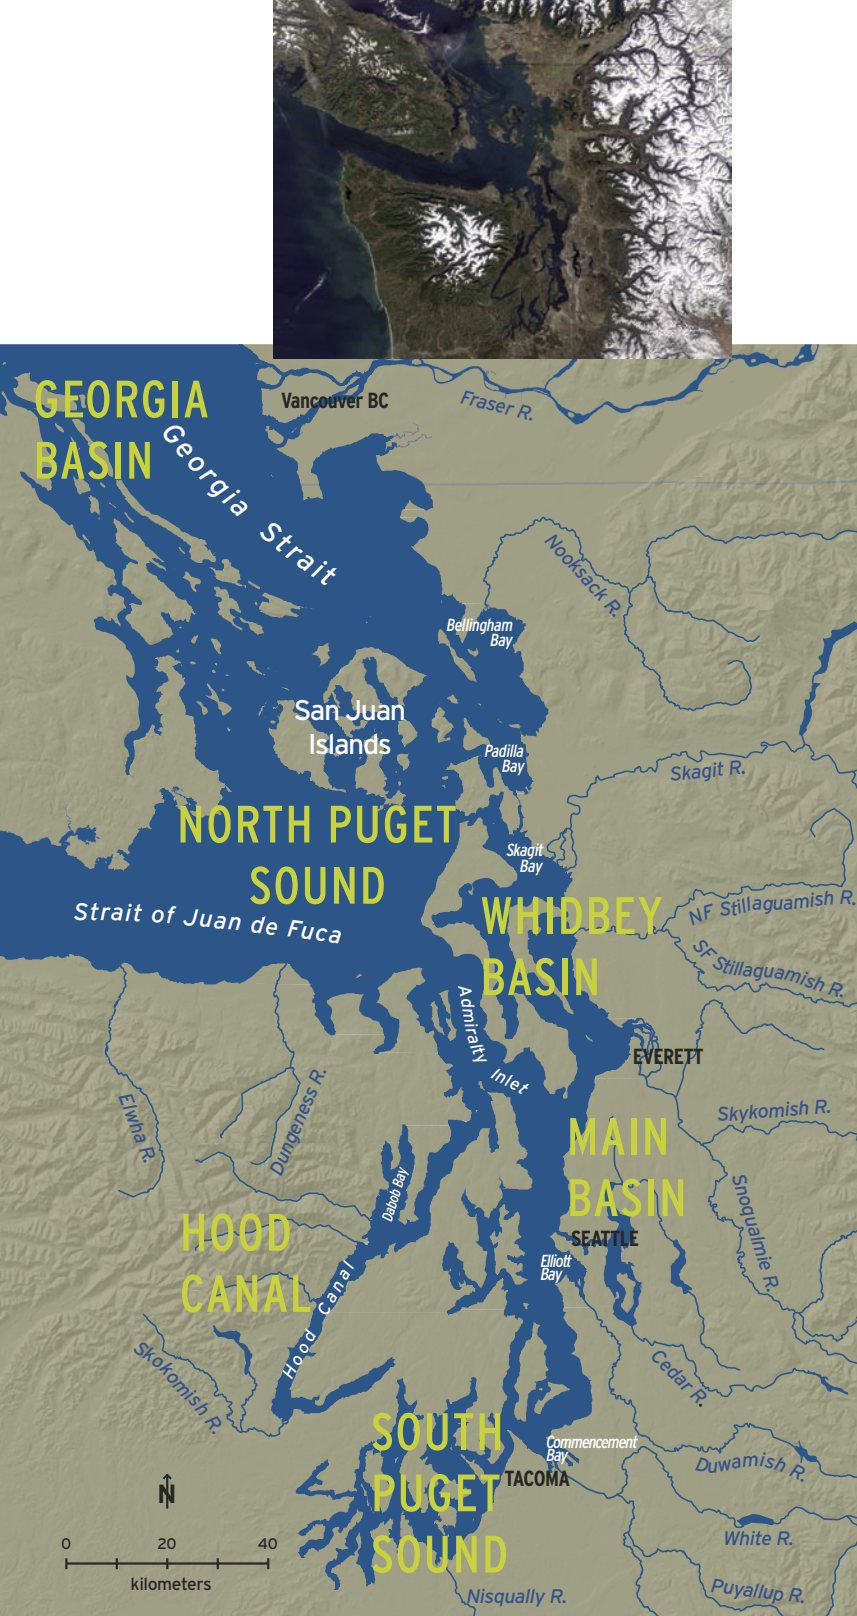 GEORGIA
BASIN
Vancouver BC
Fraser R.
Georgia Strait
Nooksack R.
Bellingham
Bay
San Juan
Islands
Padilla
Bay
Skagit R.
NORTH PUGET
SOUND
Skagit
Bay
Strait of Juan de Fuca
WHIDBEY
BASIN
NF Stillaguamish R.
SF Stillaguamish R.
Admiralty
Inlet
EVERETT
Elwha R.
Dungeness R.
Skykomish R.
MAIN
BASIN
Dabob Bay
Snoqualmie R.
HOOD
CANAL
SEATTLE
Elliott
Bay
Hood Canal
Skokomish R.
Cedar R.
SOUTH
PUGET
SOUND
Commencement
Bay
TACOMA
Duwamish R.
N
0 20 40
kilometers
White R.
Puyallup R.
Nisqually R.